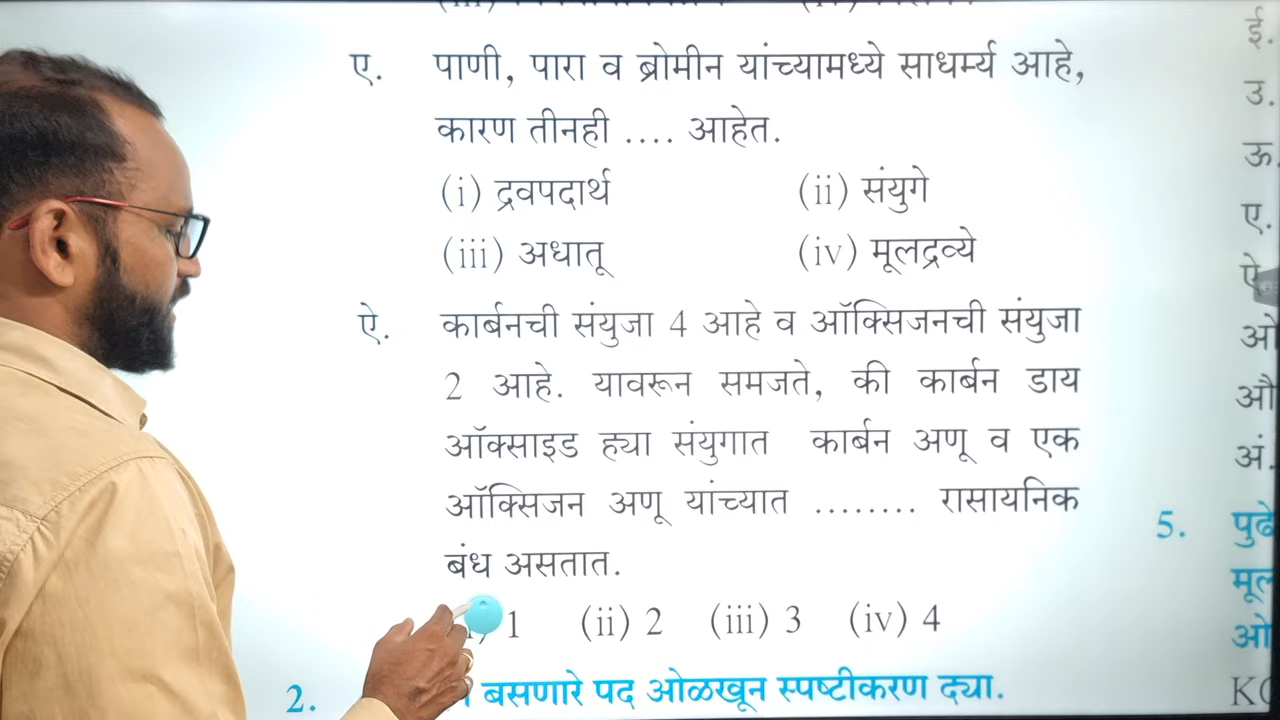 ए. पाणी, पारा व ब्रोमीन यांच्यामध्ये साधर्म्य आहे,
कारण तीनही .... आहेत.
(i) द्रवपदार्थ (ii) संयुगे
(iii) अधातू (iv) मूलद्रव्ये
ऐ. कार्बनची संयुजा 4 आहे व ऑक्सिजनची संयुजा
2 आहे. यावरून समजते, की कार्बन डाय
ऑक्साइड ह्या संयुगात कार्बन अणू व एक
ऑक्सिजन अणू यांच्यात ........ रासायनिक
बंध असतात.
1 (ii) 2 (iii) 3 (iv) 4
2. बसणारे पद ओळखून स्पष्टीकरण द्या.
ई.
उ.
ऊ
ए.
ऐ
ओ
औ
अं.
5. पुढे
मूल
ओ